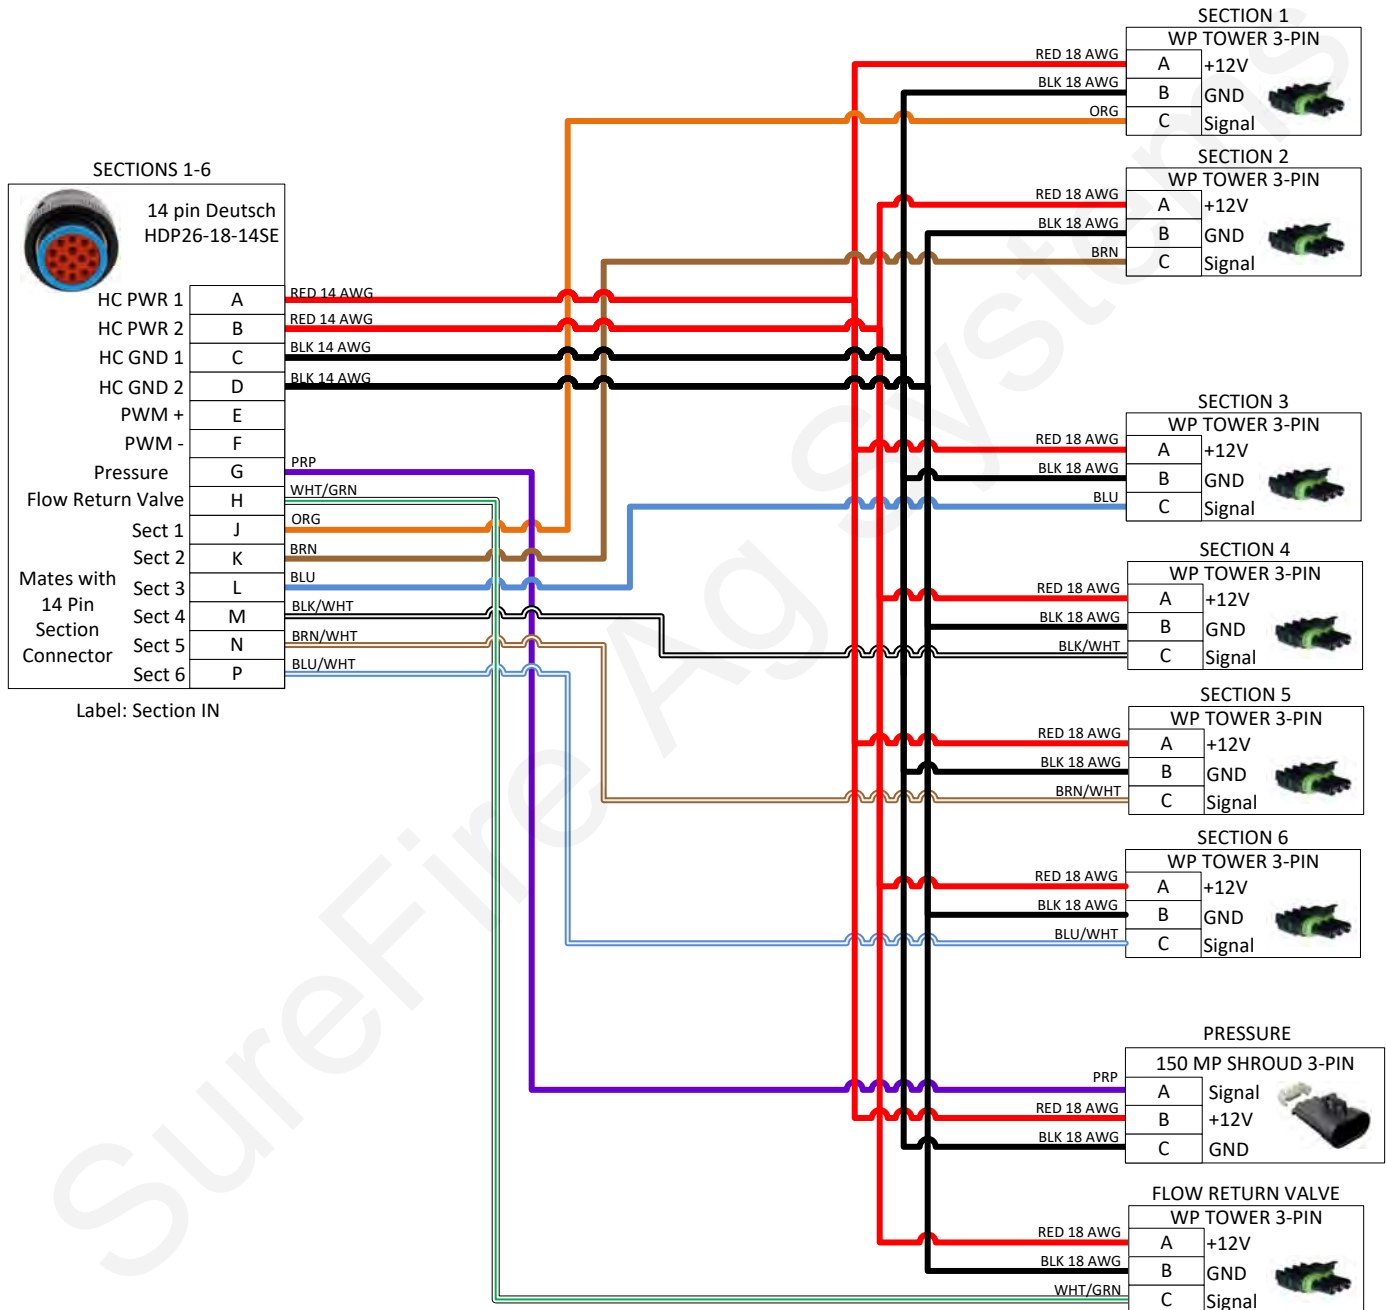 SECTIONS 1-6
14 pin Deutsch
HDP26-18-14SE
HC PWR 1 A RED 14 AWG
HC PWR 2 B RED 14 AWG
HC GND 1 C BLK 14 AWG
HC GND 2 D BLK 14 AWG
PWM + E
PWM - F
Pressure G PRP
Flow Return Valve H WHT/GRN
Sect 1 J ORG
Sect 2 K BRN
Sect 3 L BLU
Sect 4 M BLK/WHT
Sect 5 N BRN/WHT
Sect 6 P BLU/WHT
Mates with
14 Pin
Section
Connector
Label: Section IN
SECTION 1
WP TOWER 3-PIN
RED 18 AWG A +12V
BLK 18 AWG B GND
ORG C Signal
SECTION 2
WP TOWER 3-PIN
RED 18 AWG A +12V
BLK 18 AWG B GND
BRN C Signal
SECTION 3
WP TOWER 3-PIN
RED 18 AWG A +12V
BLK 18 AWG B GND
BLU C Signal
SECTION 4
WP TOWER 3-PIN
RED 18 AWG A +12V
BLK 18 AWG B GND
BLK/WHT C Signal
SECTION 5
WP TOWER 3-PIN
RED 18 AWG A +12V
BLK 18 AWG B GND
BRN/WHT C Signal
SECTION 6
WP TOWER 3-PIN
RED 18 AWG A +12V
BLK 18 AWG B GND
BLU/WHT C Signal
PRESSURE
150 MP SHROUD 3-PIN
PRP A Signal
RED 18 AWG B +12V
BLK 18 AWG C GND
FLOW RETURN VALVE
WP TOWER 3-PIN
RED 18 AWG A +12V
BLK 18 AWG B GND
WHT/GRN C Signal
SureFire Ag Systems